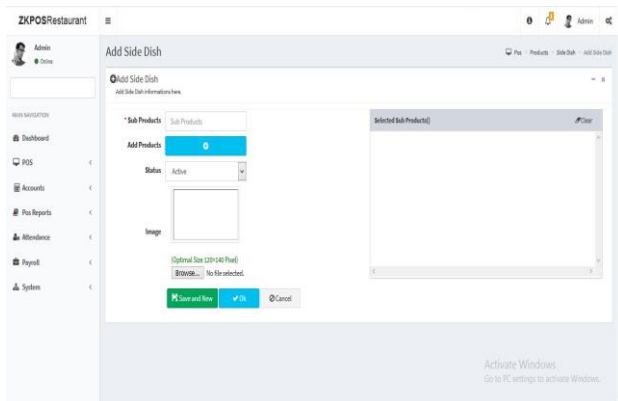 ZKPOSRestaurant
Admin
Admin
Online
Add Side Dish
Pos - Products - Side Dish - Add Side Dish
MAIN NAVIGATION
Dashboard
POS
Accounts
Pos Reports
Attendance
Payroll
System
Add Side Dish
Add Side Dish informations here.
* Sub Products
Sub Products
Add Products
Status
Active
Image
(Optimal Size 120×140 Pixel)
Browse... No file selected.
Save and New
Ok
Cancel
Selected Sub Products()
Clear
Activate Windows
Go to PC settings to activate Windows.